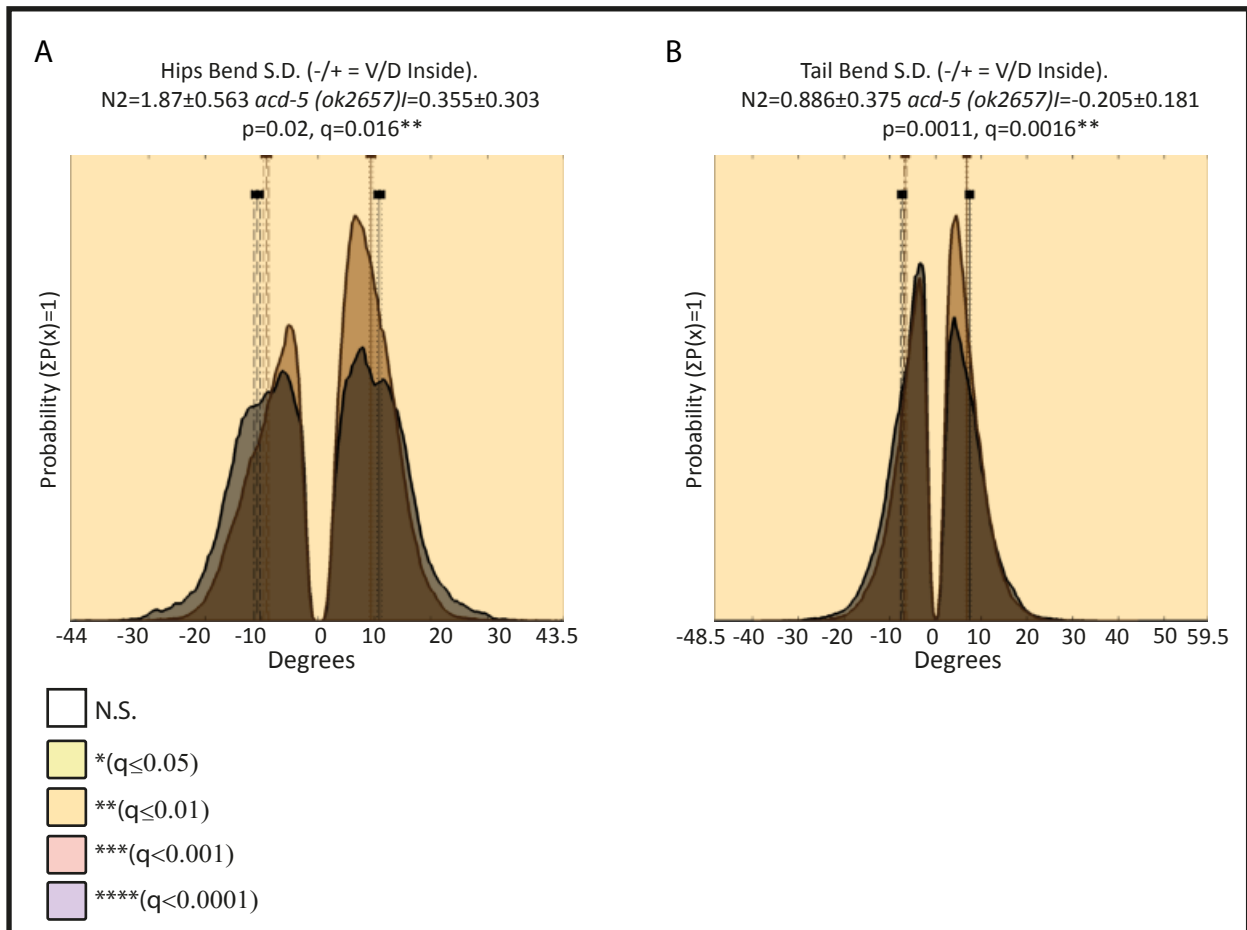 A
Hips Bend S.D. (-/+ = V/D Inside).
N2=1.87±0.563 acd-5 (ok2657)I=0.355±0.303
p=0.02, q=0.016**
Probability (ΣP(x)=1)
-44 -30 -20 -10 0 10 20 30 43.5
Degrees
B
Tail Bend S.D. (-/+ = V/D Inside).
N2=0.886±0.375 acd-5 (ok2657)I=-0.205±0.181
p=0.0011, q=0.0016**
Probability (ΣP(x)=1)
-48.5 -40 -30 -20 -10 0 10 20 30 40 50 59.5
Degrees
N.S.
*(q≤0.05)
**(q≤0.01)
***(q<0.001)
****(q<0.0001)